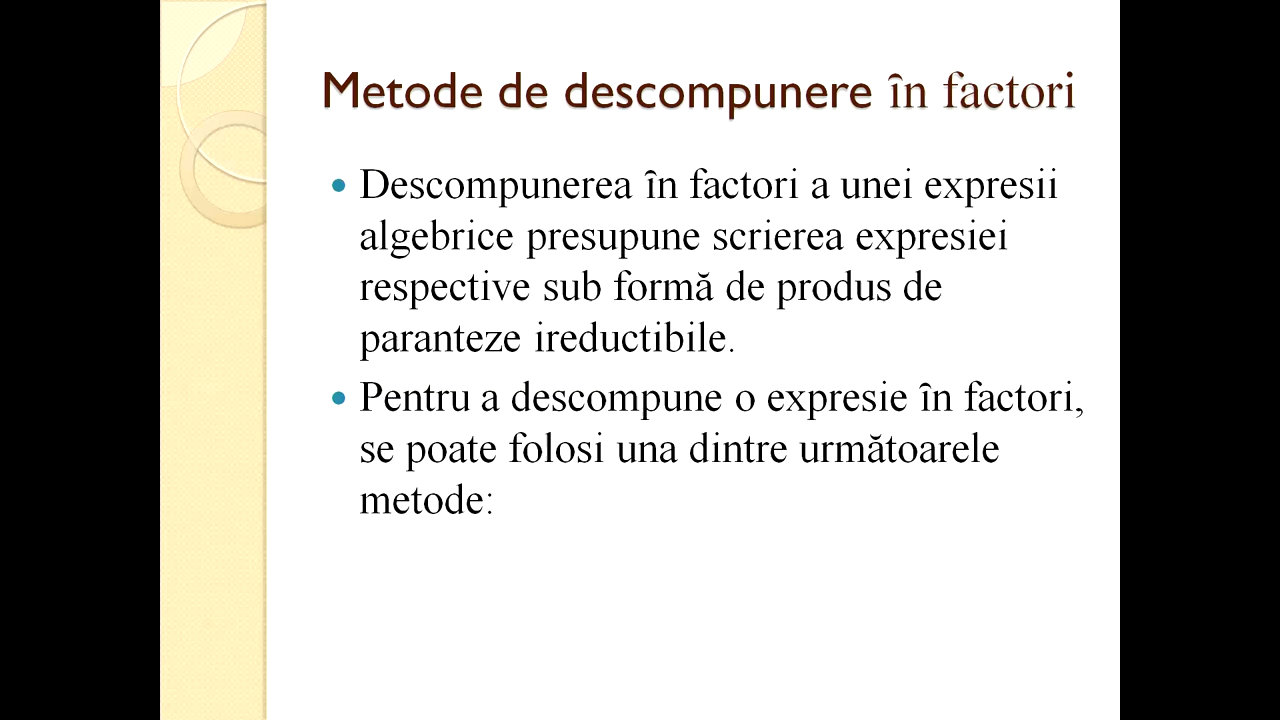 Metode de descompunere în factori
Descompunerea în factori a unei expresii
algebrice presupune scrierea expresiei
respective sub formă de produs de
paranteze ireductibile.
Pentru a descompune o expresie în factori,
se poate folosi una dintre următoarele
metode: